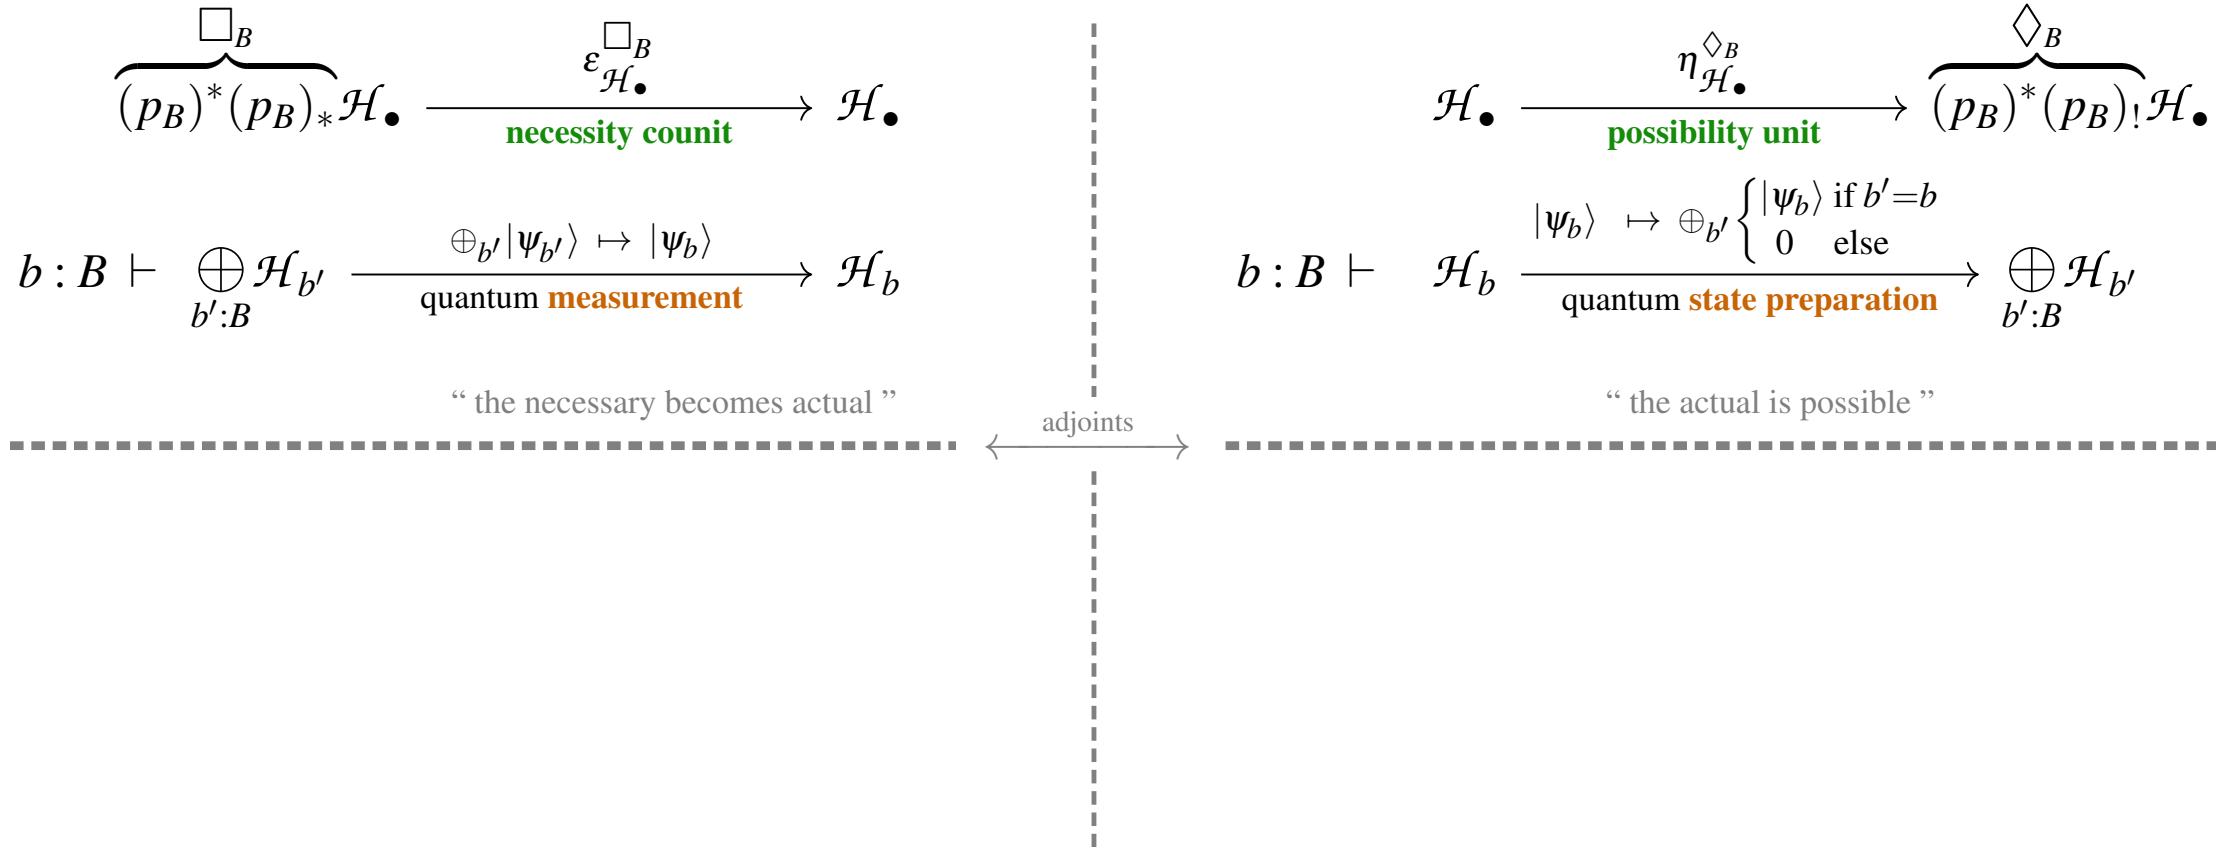 □_B
(p_B)^*(p_B)_*ℋ_● ε^{□_B}_{ℋ_●} ℋ_●
necessity counit
b : B ⊢ ⊕_{b′:B} ℋ_{b′} ⊕_{b′}|ψ_{b′}⟩ ↦ |ψ_b⟩ ℋ_b
quantum measurement
“ the necessary becomes actual ”
◇_B
ℋ_● η^{◇_B}_{ℋ_●} (p_B)^*(p_B)_!ℋ_●
possibility unit
|ψ_b⟩ ↦ ⊕_{b′} { |ψ_b⟩ if b′=b
0 else
b : B ⊢ ℋ_b ⊕_{b′:B} ℋ_{b′}
quantum state preparation
“ the actual is possible ”
adjoints